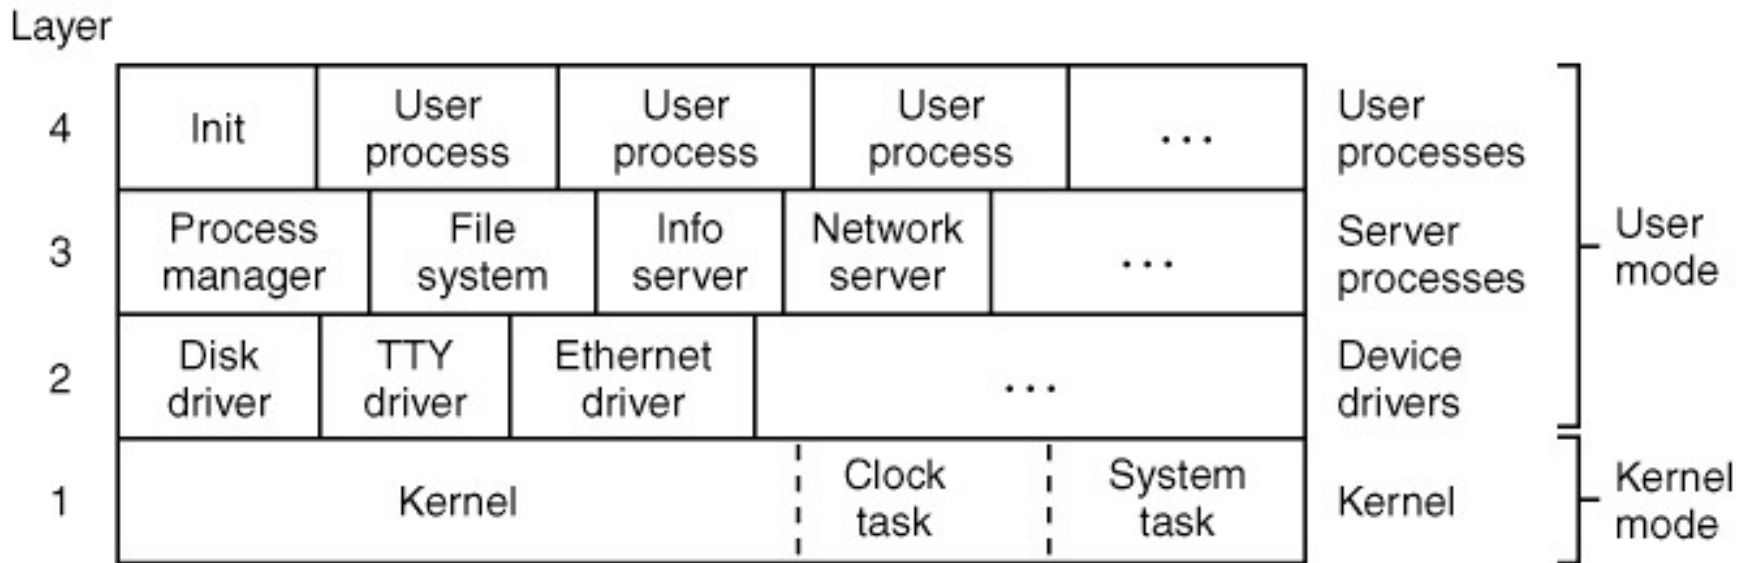 Layer
4
Init
User
process
User
process
User
process
...
User
processes
3
Process
manager
File
system
Info
server
Network
server
...
Server
processes
User
mode
2
Disk
driver
TTY
driver
Ethernet
driver
...
Device
drivers
1
Kernel
Clock
task
System
task
Kernel
Kernel
mode